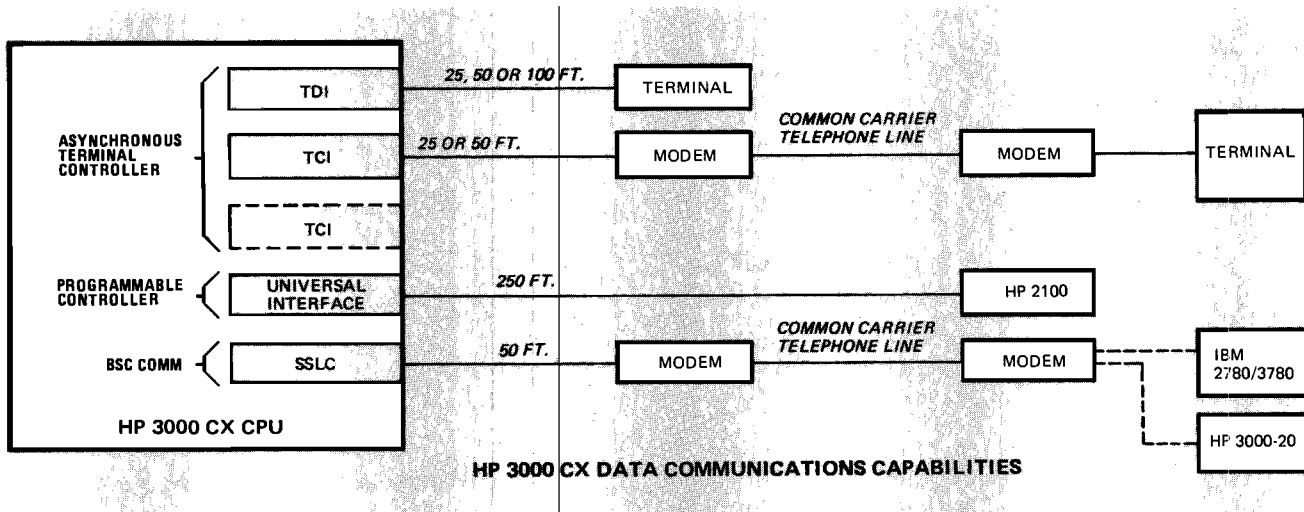 25, 50 OR 100 FT.
TDI
TERMINAL
ASYNCHRONOUS
TERMINAL
CONTROLLER
25 OR 50 FT.
TCI
MODEM
COMMON CARRIER
TELEPHONE LINE
MODEM
TERMINAL
TCI
PROGRAMMABLE
CONTROLLER
UNIVERSAL
INTERFACE
250 FT.
HP 2100
BSC COMM
SSLC
50 FT.
MODEM
COMMON CARRIER
TELEPHONE LINE
MODEM
IBM
2780/3780
HP 3000-20
HP 3000 CX CPU
HP 3000 CX DATA COMMUNICATIONS CAPABILITIES